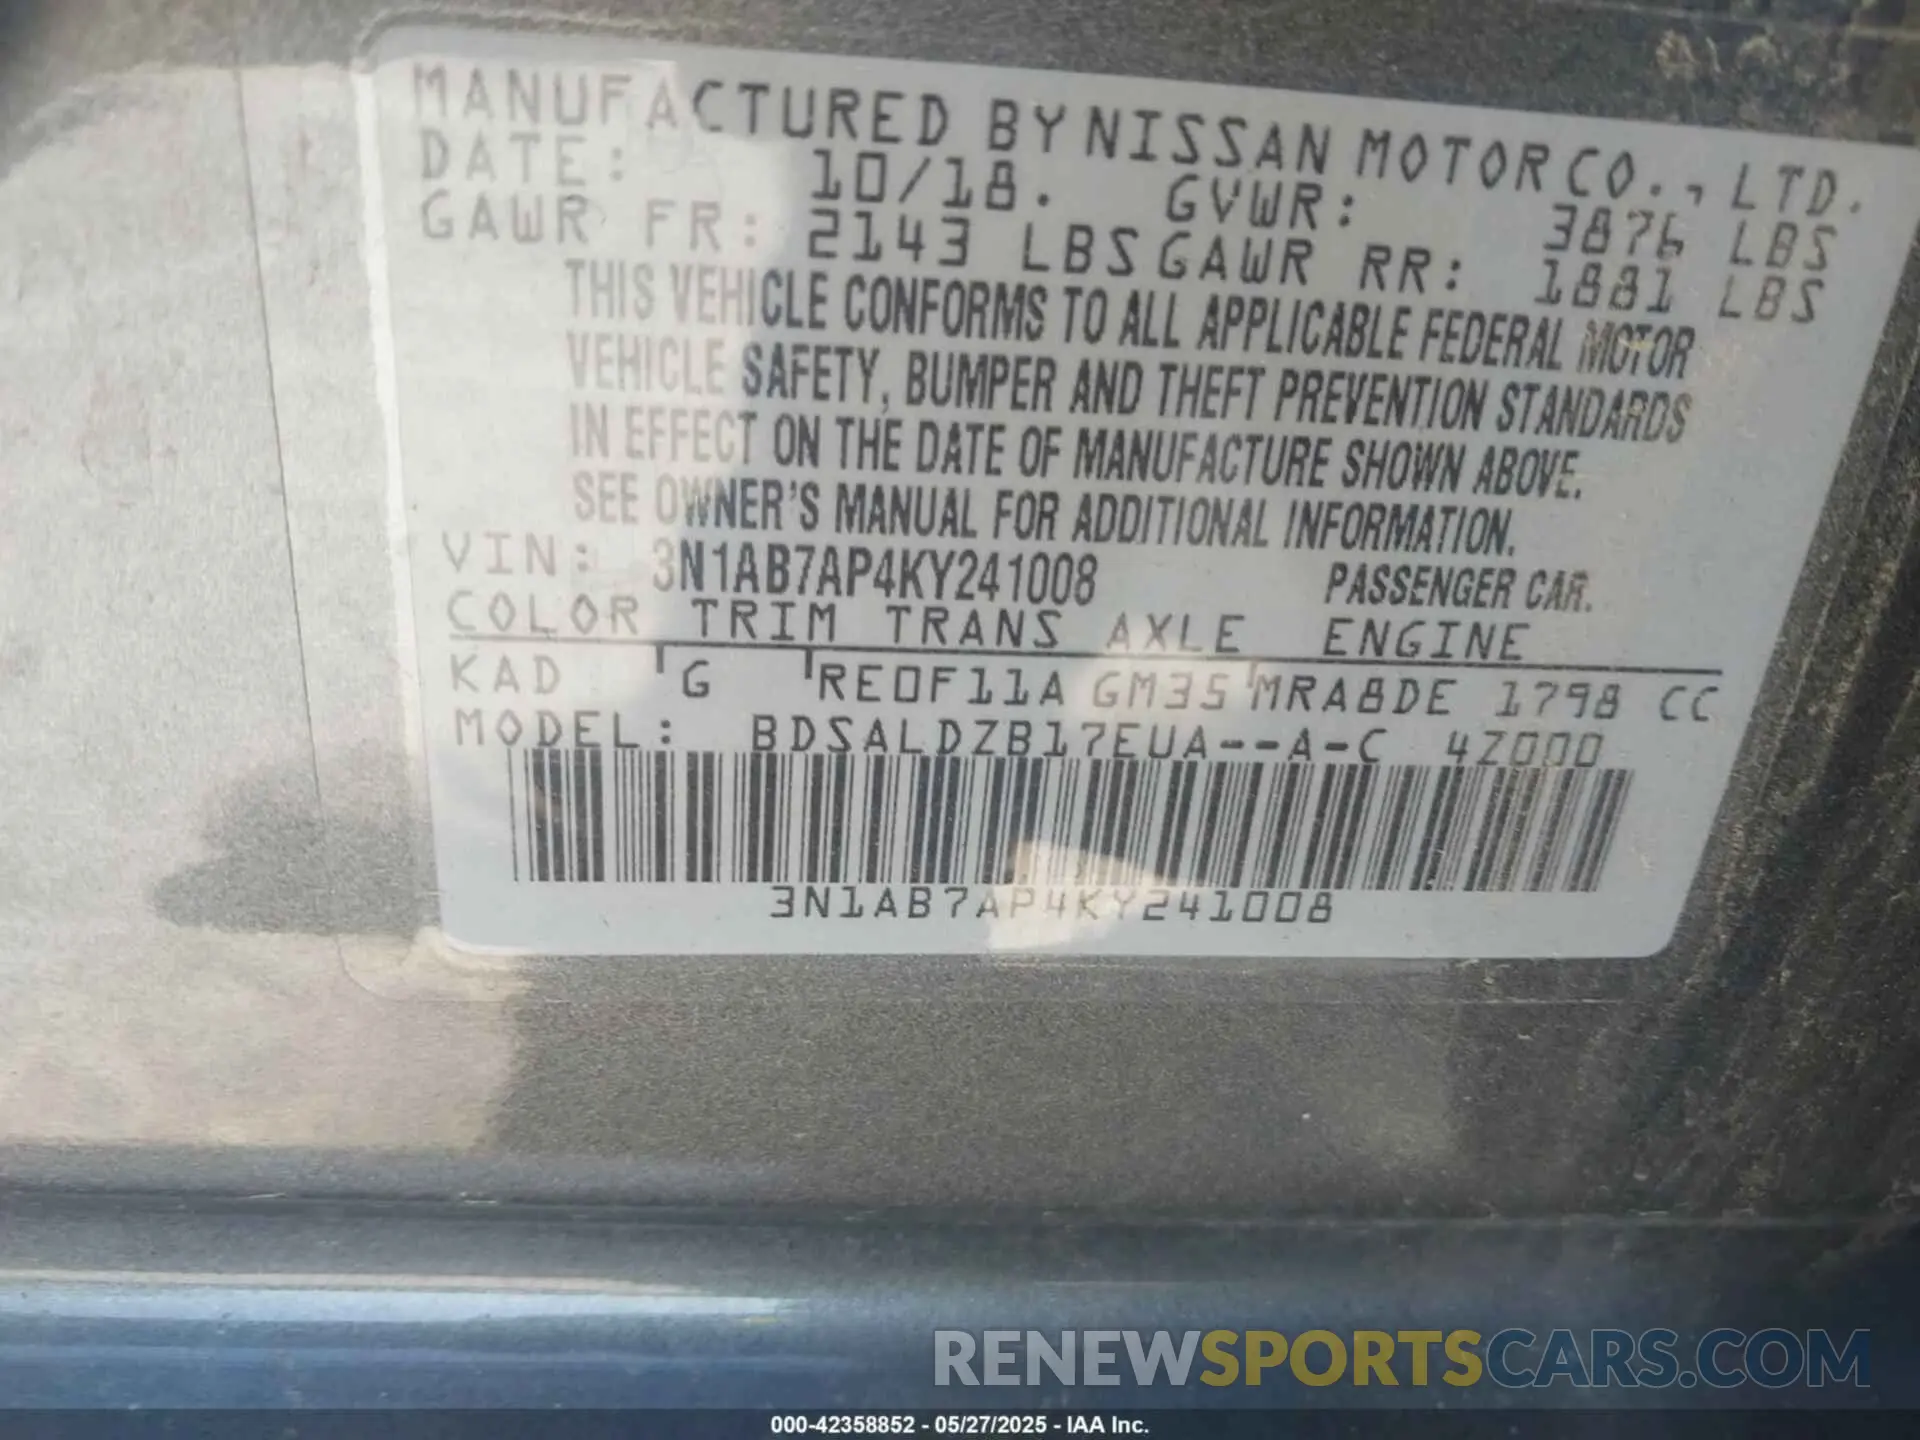 MANUFACTURED BY NISSAN MOTOR CO., LTD.
DATE: 10/18. GVWR: 3876 LBS
GAWR FR: 2143 LBS GAWR RR: 1881 LBS
THIS VEHICLE CONFORMS TO ALL APPLICABLE FEDERAL MOTOR
VEHICLE SAFETY, BUMPER AND THEFT PREVENTION STANDARDS
IN EFFECT ON THE DATE OF MANUFACTURE SHOWN ABOVE.
SEE OWNER'S MANUAL FOR ADDITIONAL INFORMATION.
VIN: 3N1AB7AP4KY241008 PASSENGER CAR.
COLOR TRIM TRANS AXLE ENGINE
KAD G RE0F11A GM35 MRA8DE 1798 CC
MODEL: BDSALDZB17EUA--A-C 4Z000
3N1AB7AP4KY241008
RENEWSPORTSCARS.COM
000-42358852 - 05/27/2025 - IAA Inc.